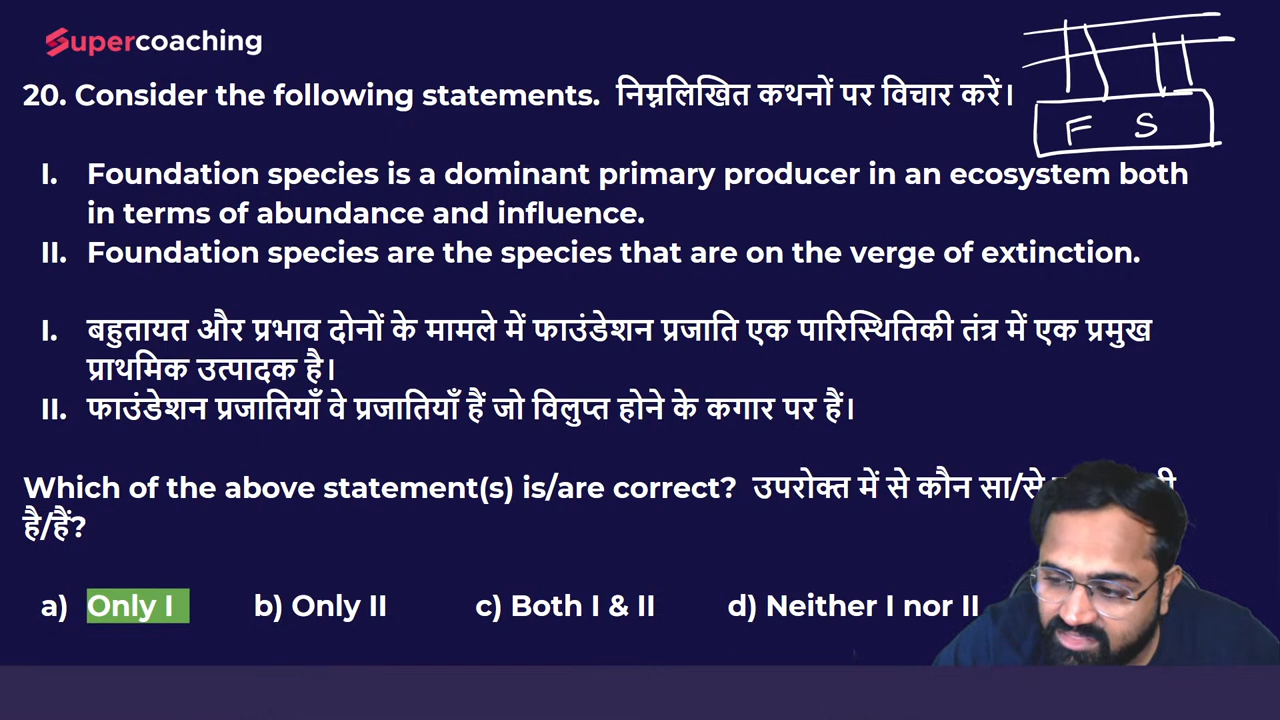 Supercoaching
20. Consider the following statements. निम्नलिखित कथनों पर विचार करें।
F S
I. Foundation species is a dominant primary producer in an ecosystem both
in terms of abundance and influence.
II. Foundation species are the species that are on the verge of extinction.
I. बहुतायत और प्रभाव दोनों के मामले में फाउंडेशन प्रजाति एक पारिस्थितिकी तंत्र में एक प्रमुख
प्राथमिक उत्पादक है।
II. फाउंडेशन प्रजातियाँ वे प्रजातियाँ हैं जो विलुप्त होने के कगार पर हैं।
Which of the above statement(s) is/are correct? उपरोक्त में से कौन सा/से
है/हैं?
a) Only I b) Only II c) Both I & II d) Neither I nor II